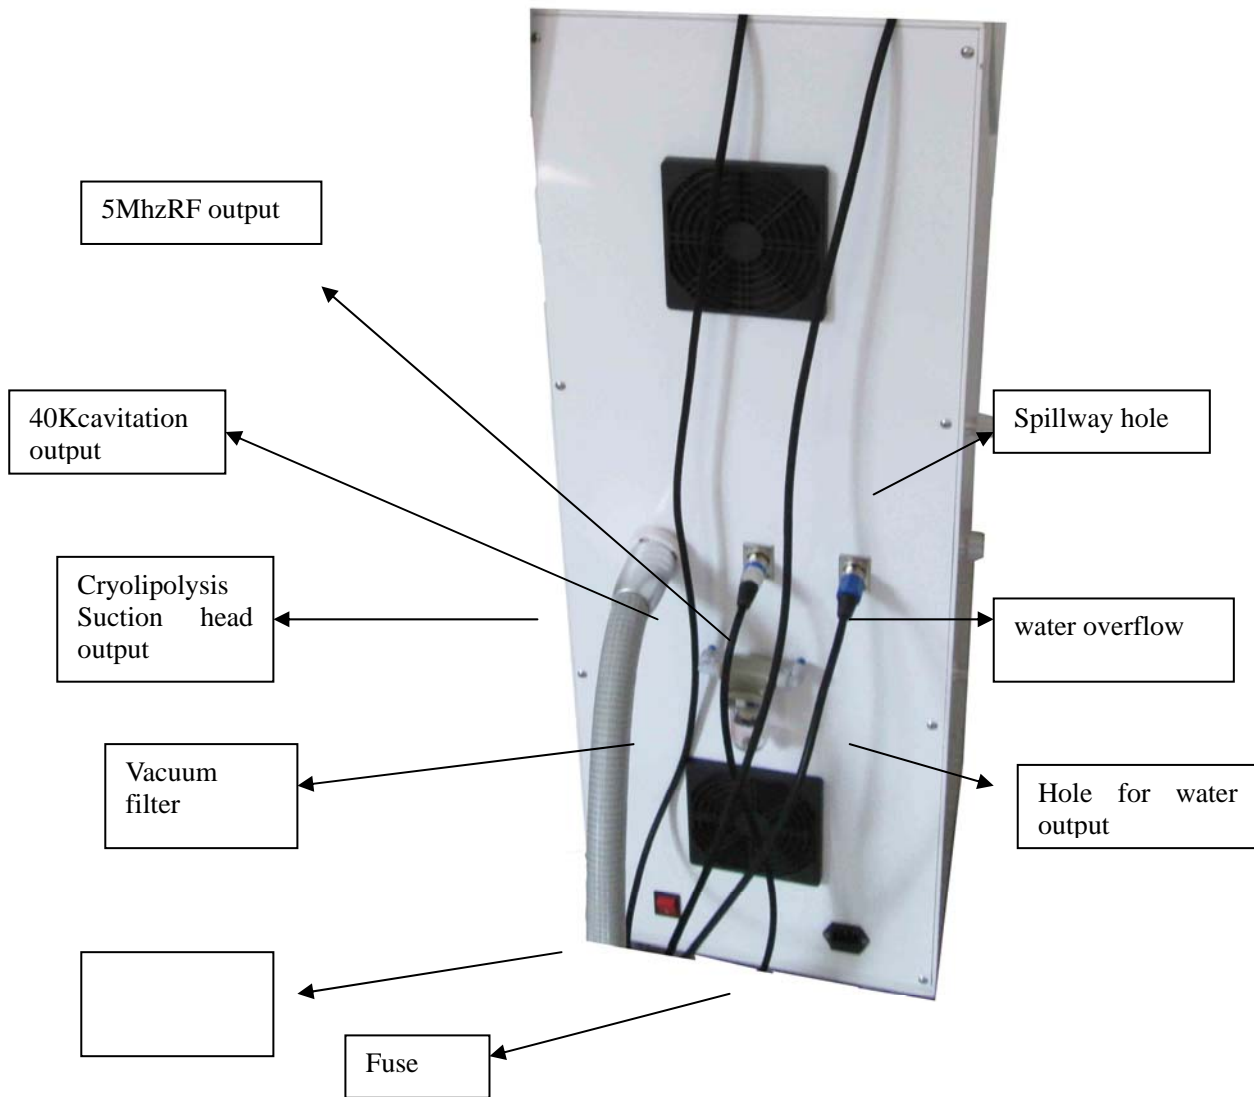 5MhzRF output
40Kcavitation
output
Spillway hole
Cryolipolysis
Suction head
output
water overflow
Vacuum
filter
Hole for water
output
Fuse